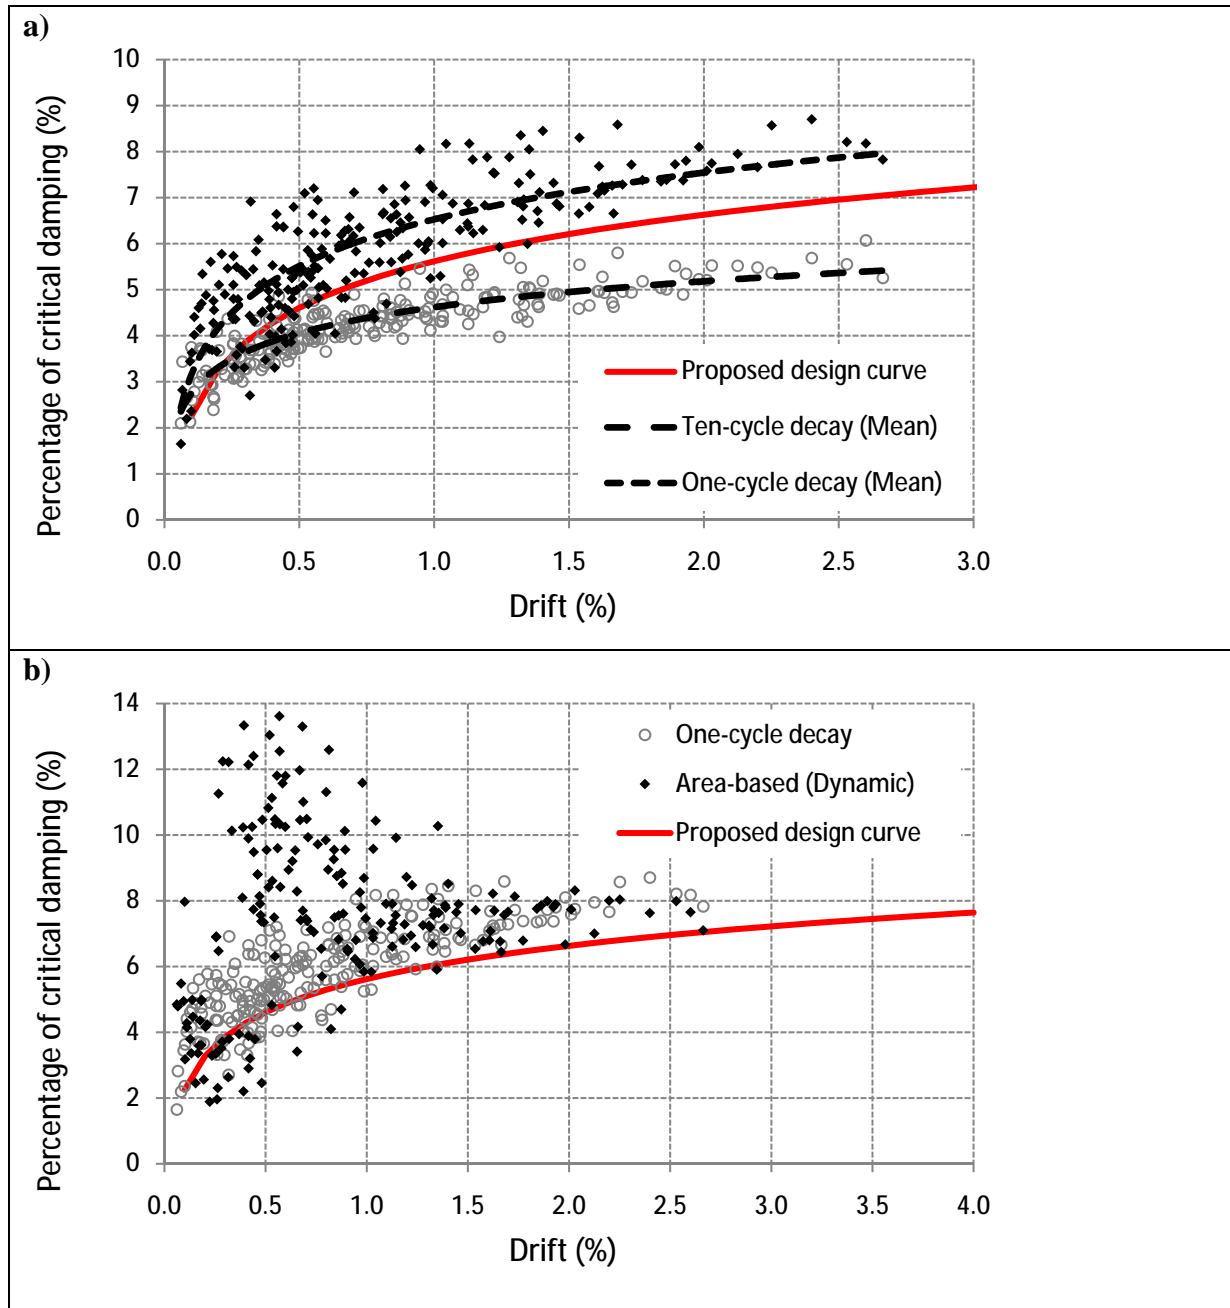 a)
10
9
8
7
6
5
4
3
2
1
0
Percentage of critical damping (%)
Proposed design curve
Ten-cycle decay (Mean)
One-cycle decay (Mean)
0.0 0.5 1.0 1.5 2.0 2.5 3.0
Drift (%)
b)
14
12
10
8
6
4
2
0
Percentage of critical damping (%)
One-cycle decay
Area-based (Dynamic)
Proposed design curve
0.0 0.5 1.0 1.5 2.0 2.5 3.0 3.5 4.0
Drift (%)